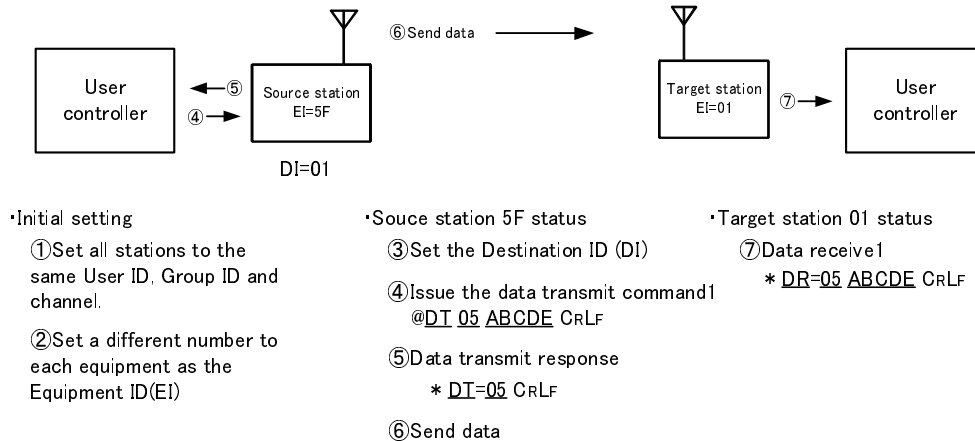 ⑥Send data
User
controller
⑤
④
Source station
EI=5F
DI=01
Target station
EI=01
⑦
User
controller
・Initial setting
①Set all stations to the
same User ID, Group ID and
channel.
②Set a different number to
each equipment as the
Equipment ID(EI)
・Souce station 5F status
③Set the Destination ID (DI)
④Issue the data transmit command1
@DT 05 ABCDE CRLF
⑤Data transmit response
* DT=05 CRLF
⑥Send data
・Target station 01 status
⑦Data receive1
* DR=05 ABCDE CRLF